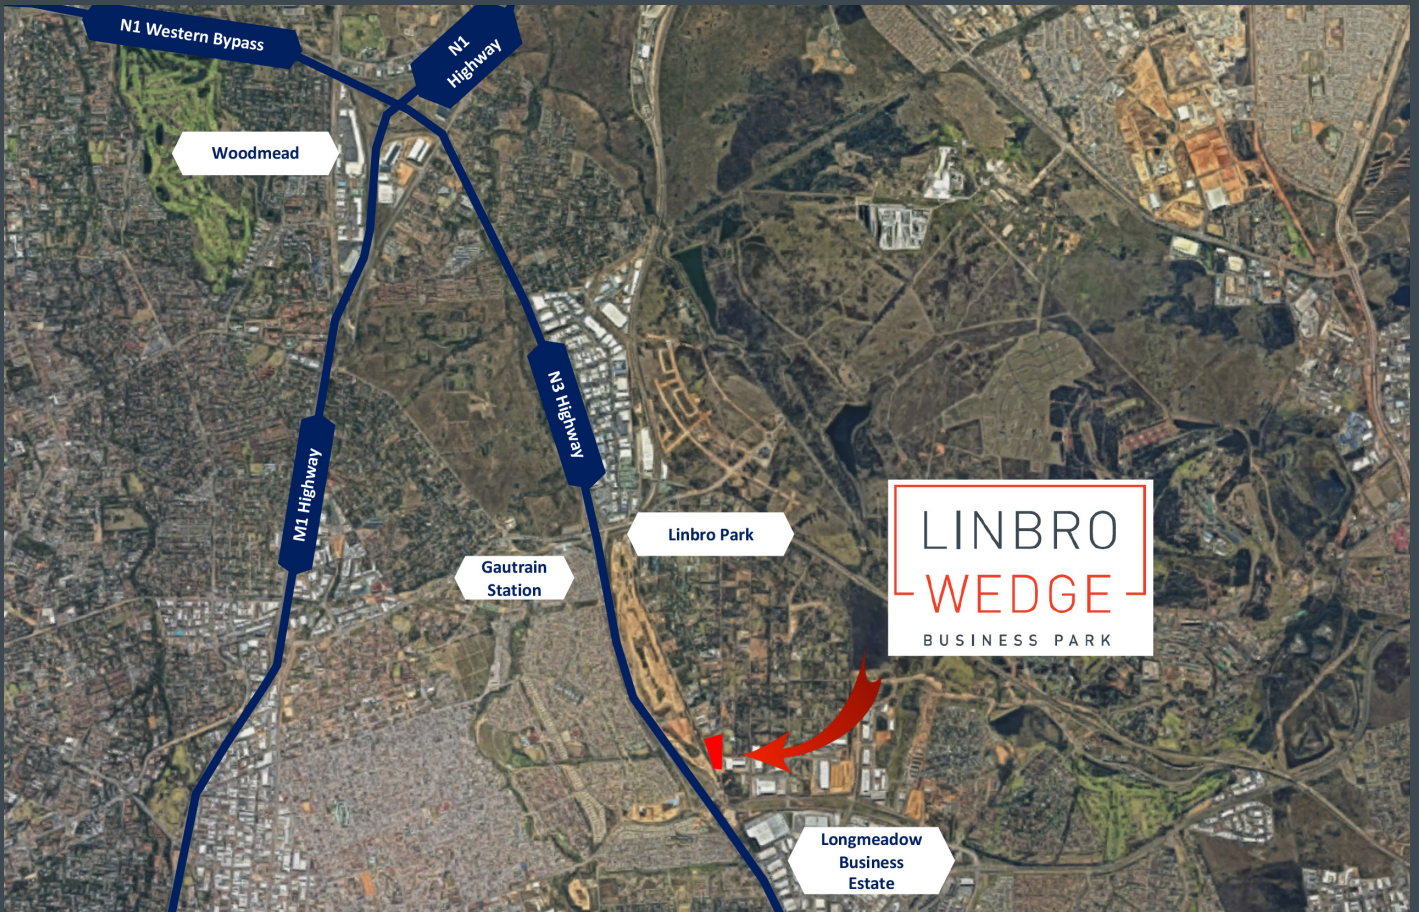 N1 Western Bypass
N1
Highway
Woodmead
N3 Highway
M1 Highway
LINBRO
WEDGE
BUSINESS PARK
Linbro Park
Gautrain
Station
Longmeadow
Business
Estate